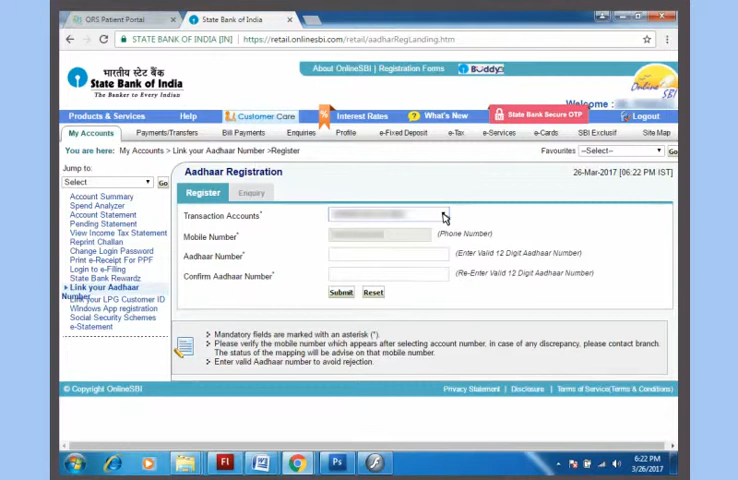 ORS Patient Portal
State Bank of India
STATE BANK OF INDIA [IN] https://retail.onlinesbi.com/retail/aadharRegLanding.htm
भारतीय स्टेट बैंक
State Bank of India
The Banker to Every Indian
About OnlineSBI | Registration Forms
Buddy
Online SBI
Welcome :
Products & Services Help Customer Care % Interest Rates ? What's New State Bank Secure OTP Logout
My Accounts Payments/Transfers Bill Payments Enquiries Profile e-Fixed Deposit e-Tax e-Services e-Cards SBI Exclusif Site Map
You are here: My Accounts > Link your Aadhaar Number >Register
Favourites --Select-- Go
Jump to:
Select Go
Account Summary
Spend Analyzer
Account Statement
Pending Statement
View Income Tax Statement
Reprint Challan
Change Login Password
Print e-Receipt For PPF
Login to e-Filing
State Bank Rewardz
Link your Aadhaar
Number
Link your LPG Customer ID
Windows App registration
Social Security Schemes
e-Statement
Aadhaar Registration
26-Mar-2017 [06:22 PM IST]
Register Enquiry
Transaction Accounts*
Mobile Number* (Phone Number)
Aadhaar Number* (Enter Valid 12 Digit Aadhaar Number)
Confirm Aadhaar Number* (Re-Enter Valid 12 Digit Aadhaar Number)
Submit Reset
Mandatory fields are marked with an asterisk (*).
Please verify the mobile number which appears after selecting account number, in case of any discrepancy, please contact branch.
The status of the mapping will be advise on that mobile number.
Enter valid Aadhaar number to avoid rejection.
© Copyright OnlineSBI
Privacy Statement | Disclosure | Terms of Service(Terms & Conditions)
Fl
W
Ps
6:22 PM
3/26/2017